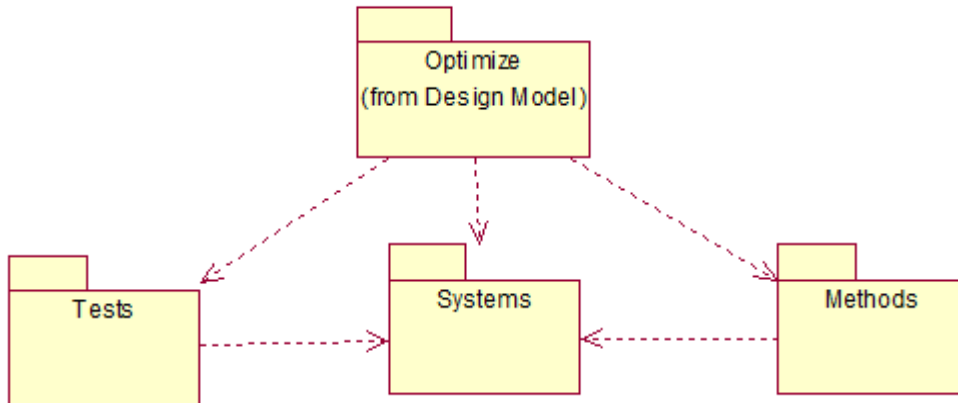 Optimize
(from Design Model)
Tests
Systems
Methods